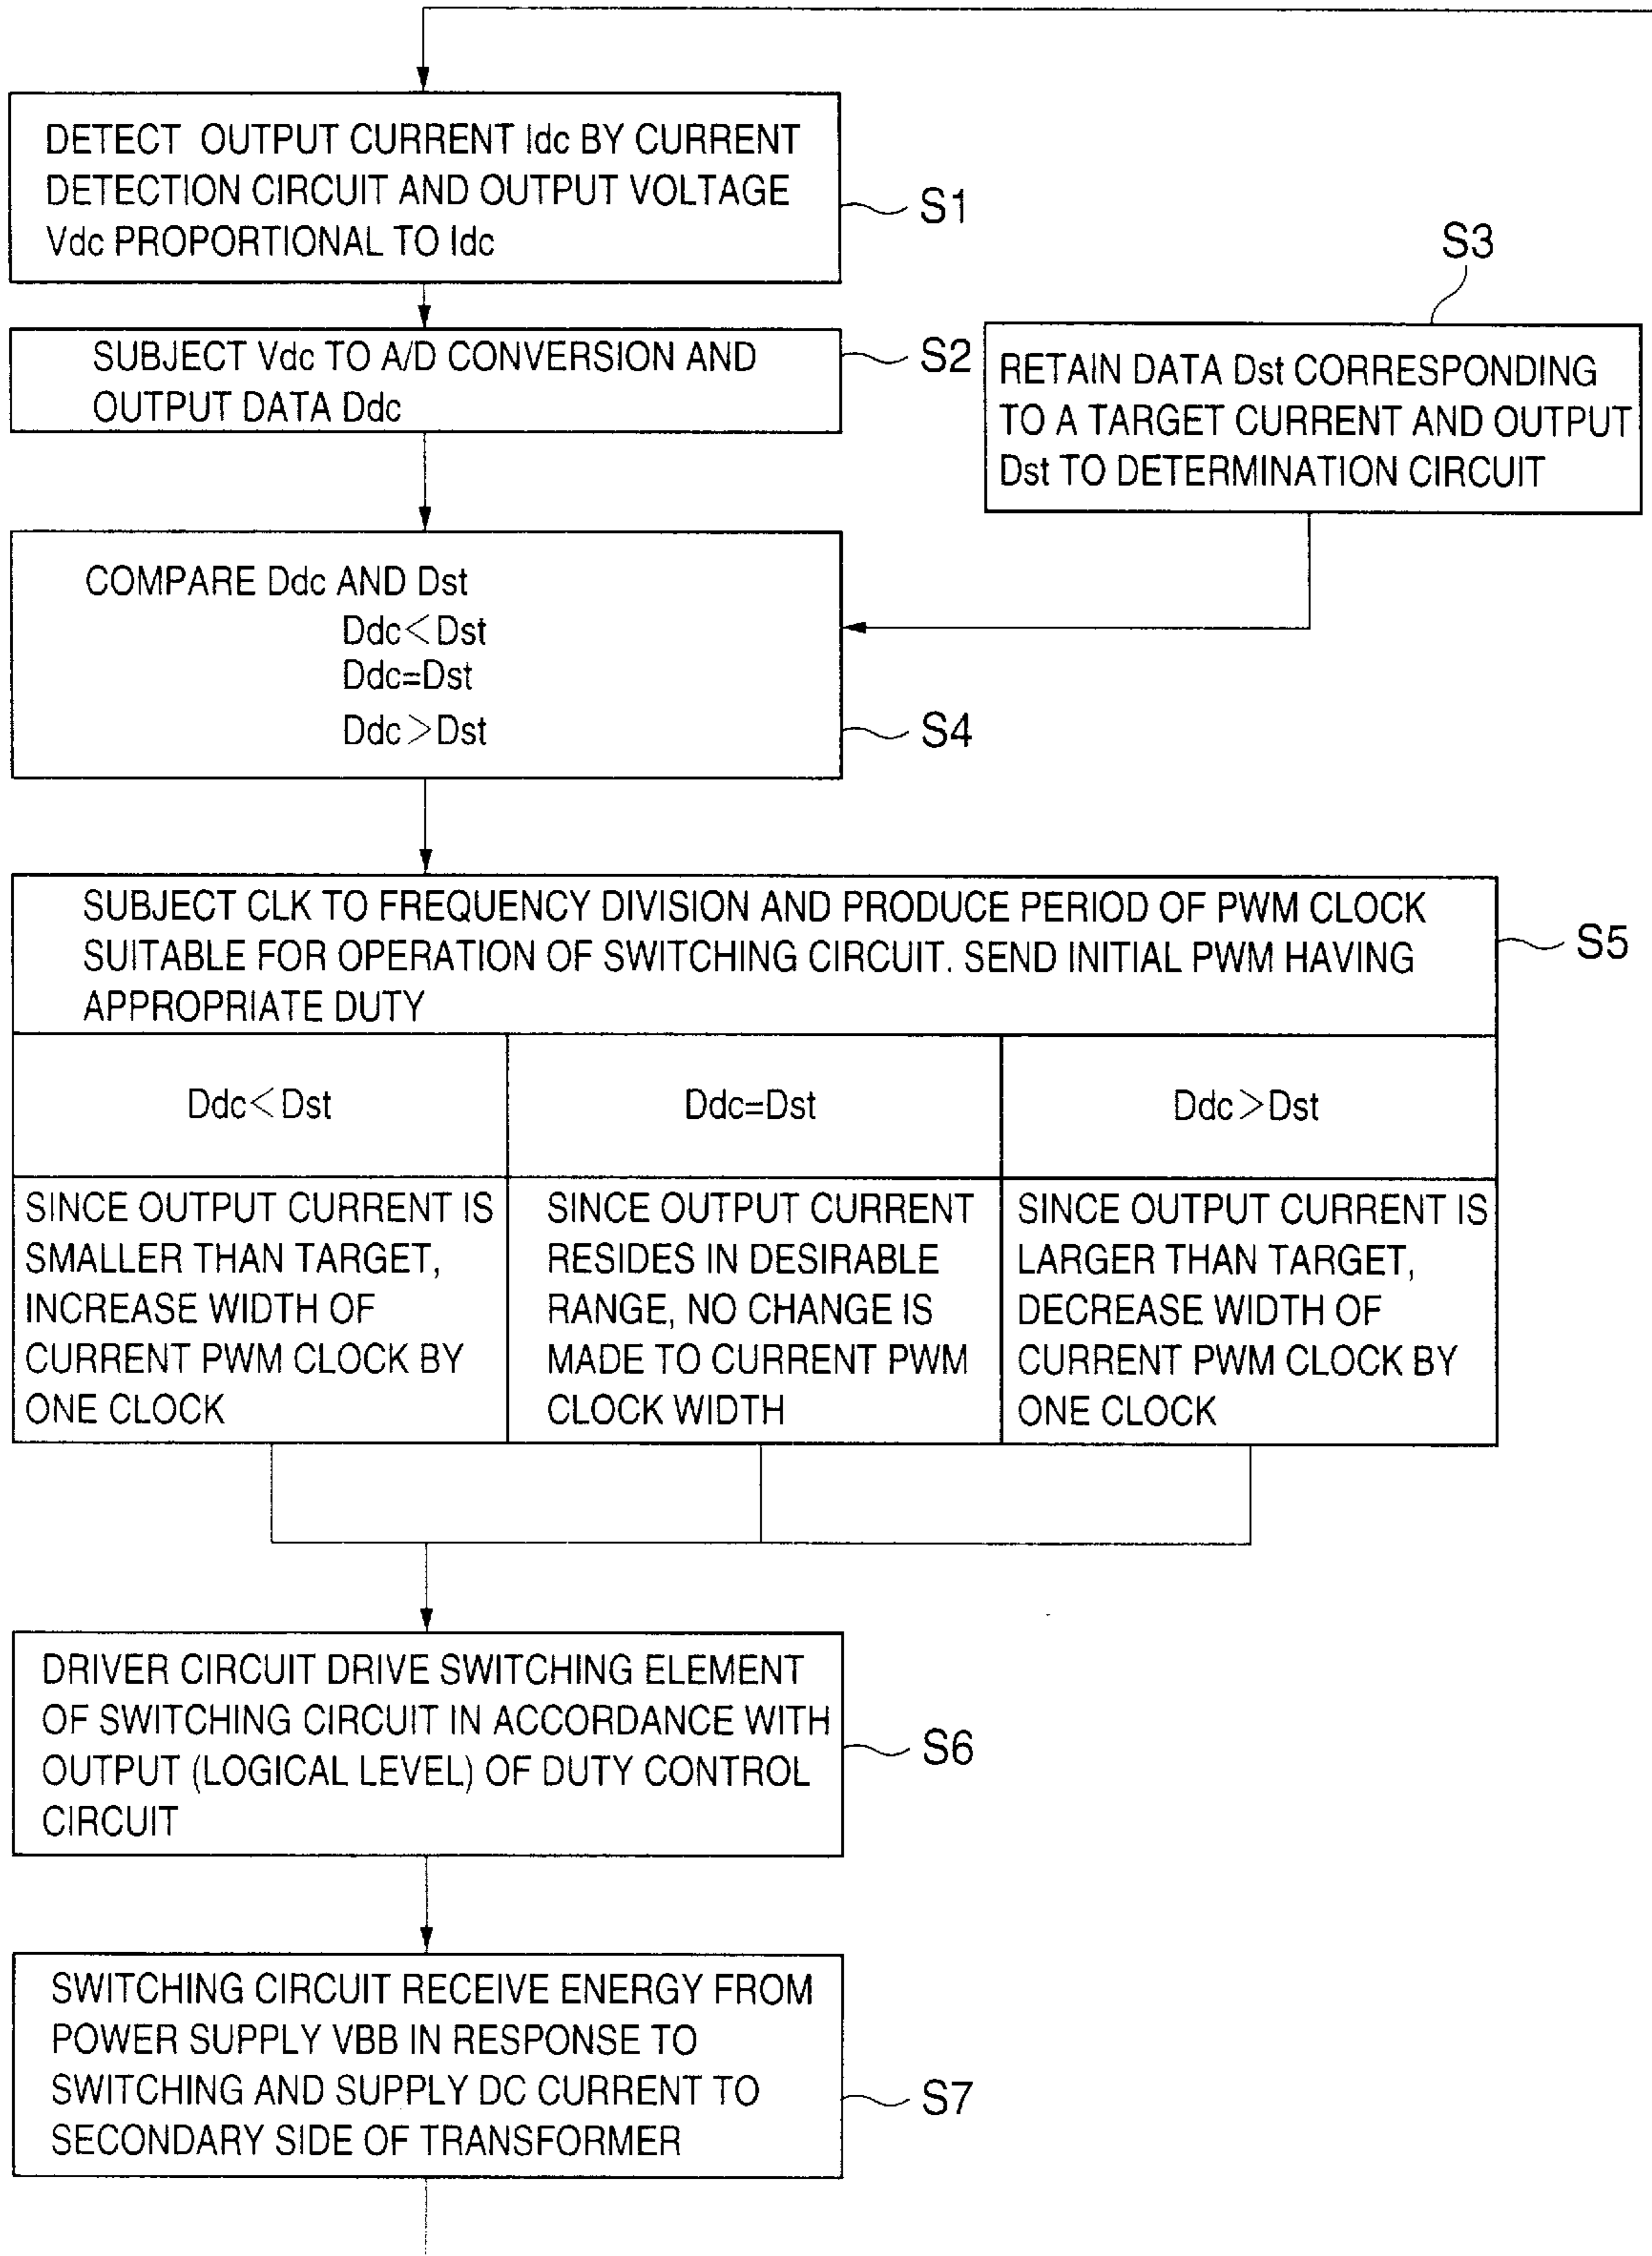 DETECT OUTPUT CURRENT Idc BY CURRENT
DETECTION CIRCUIT AND OUTPUT VOLTAGE
Vdc PROPORTIONAL TO Idc
S1
SUBJECT Vdc TO A/D CONVERSION AND
OUTPUT DATA Ddc
S2
S3
RETAIN DATA Dst CORRESPONDING
TO A TARGET CURRENT AND OUTPUT
Dst TO DETERMINATION CIRCUIT
COMPARE Ddc AND Dst
Ddc<Dst
Ddc=Dst
Ddc>Dst
S4
SUBJECT CLK TO FREQUENCY DIVISION AND PRODUCE PERIOD OF PWM CLOCK
SUITABLE FOR OPERATION OF SWITCHING CIRCUIT. SEND INITIAL PWM HAVING
APPROPRIATE DUTY
S5
Ddc<Dst
SINCE OUTPUT CURRENT IS
SMALLER THAN TARGET,
INCREASE WIDTH OF
CURRENT PWM CLOCK BY
ONE CLOCK
Ddc=Dst
SINCE OUTPUT CURRENT
RESIDES IN DESIRABLE
RANGE, NO CHANGE IS
MADE TO CURRENT PWM
CLOCK WIDTH
Ddc>Dst
SINCE OUTPUT CURRENT IS
LARGER THAN TARGET,
DECREASE WIDTH OF
CURRENT PWM CLOCK BY
ONE CLOCK
DRIVER CIRCUIT DRIVE SWITCHING ELEMENT
OF SWITCHING CIRCUIT IN ACCORDANCE WITH
OUTPUT (LOGICAL LEVEL) OF DUTY CONTROL
CIRCUIT
S6
SWITCHING CIRCUIT RECEIVE ENERGY FROM
POWER SUPPLY VBB IN RESPONSE TO
SWITCHING AND SUPPLY DC CURRENT TO
SECONDARY SIDE OF TRANSFORMER
S7